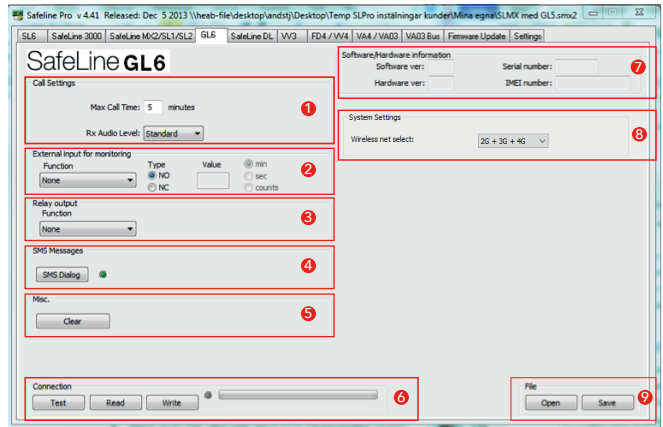 Safeline Pro v 4.41 Released: Dec 5 2013 \\heab-file\desktop\andstj\Desktop\Temp SLPro inställningar kunder\Mina egna\SLMX med GL5.smx2
SL6 SafeLine 3000 SafeLine MX2/SL1/SL2 GL6 SafeLine DL VV3 FD4 / VV4 VA4 / VA03 VA03 Bus Firmware Update Settings
SafeLine GL6
Call Settings
Max Call Time: 5 minutes
Rx Audio Level: Standard
1
External input for monitoring
Function Type Value
None NO NC
min
sec
counts
2
Relay output
Function
None
3
SMS Messages
SMS Dialog
4
Misc.
Clear
5
Connection
Test Read Write
6
Software/Hardware information
Software ver: Serial number:
Hardware ver: IMEI number:
7
System Settings
Wireless net select: 2G + 3G + 4G
8
File
Open Save
9